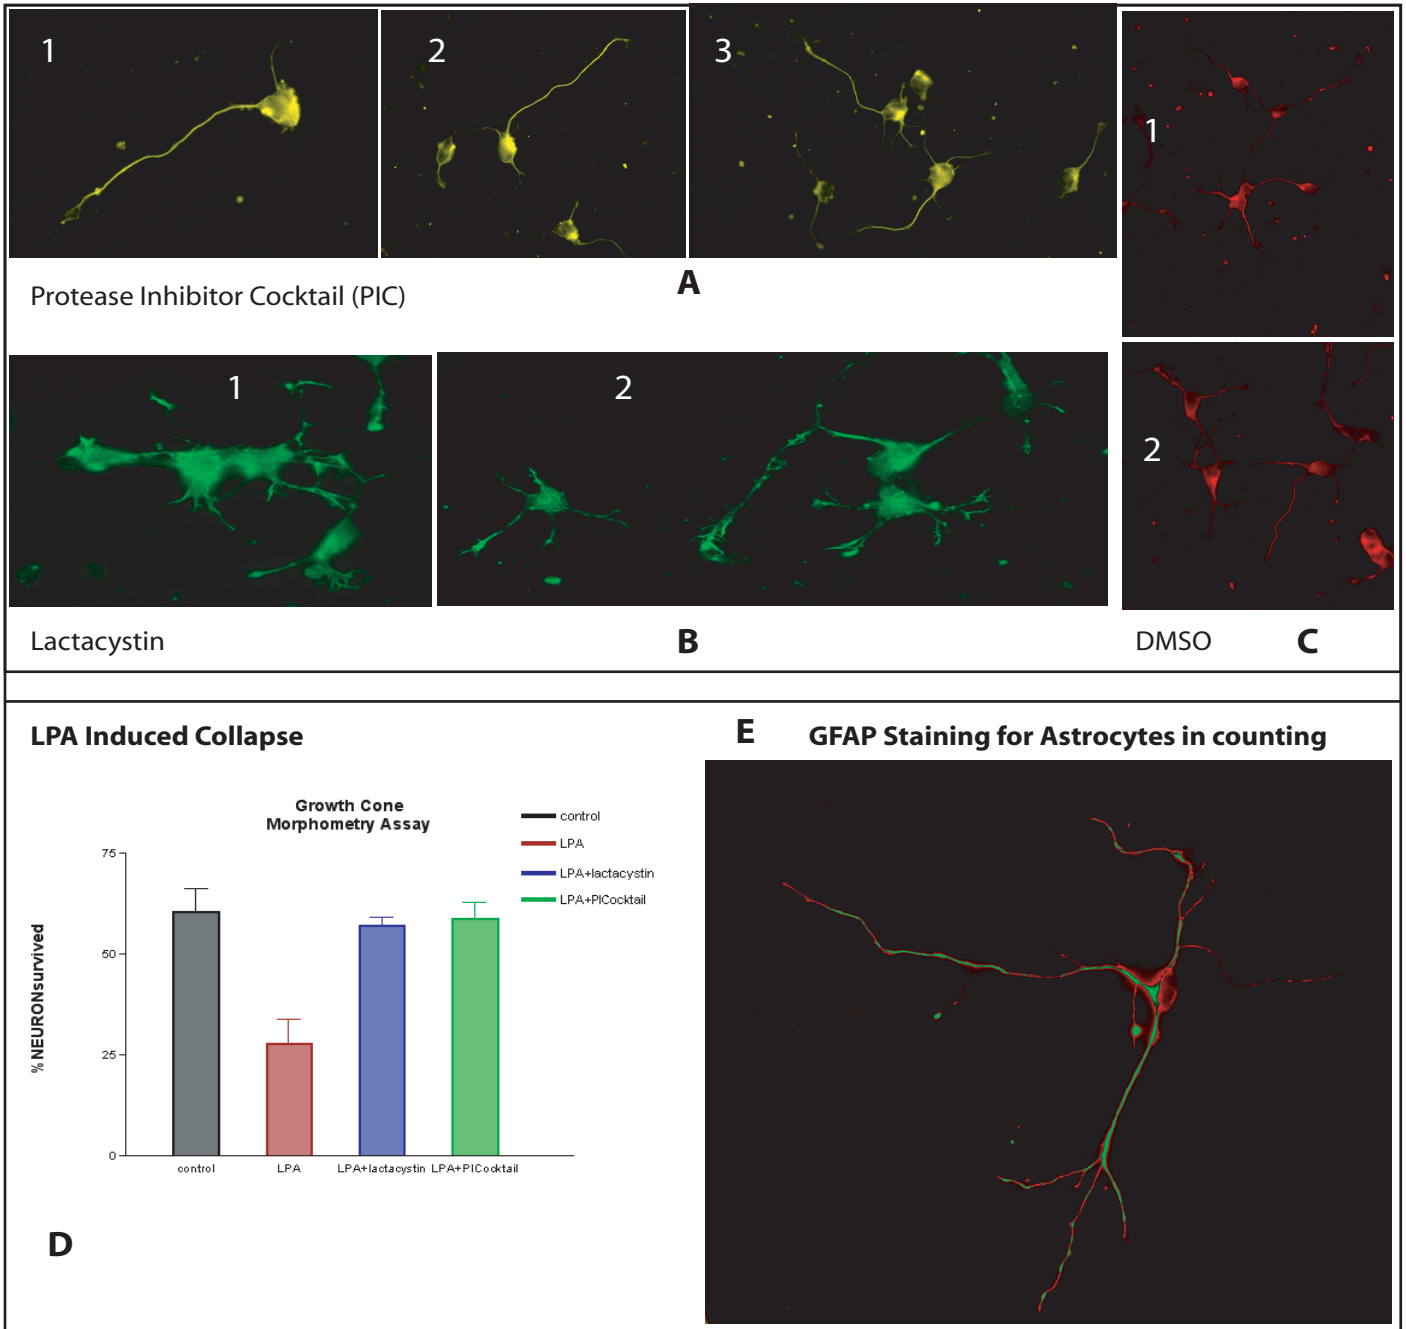 1
2
3
1
A
Protease Inhibitor Cocktail (PIC)
1
2
2
Lactacystin
B
DMSO
C
LPA Induced Collapse
E
GFAP Staining for Astrocytes in counting
Growth Cone
Morphometry Assay
control
LPA
LPA+lactacystin
LPA+PICocktail
% NEURONsurvived
75
50
25
0
control
LPA
LPA+lactacystin
LPA+PICocktail
D